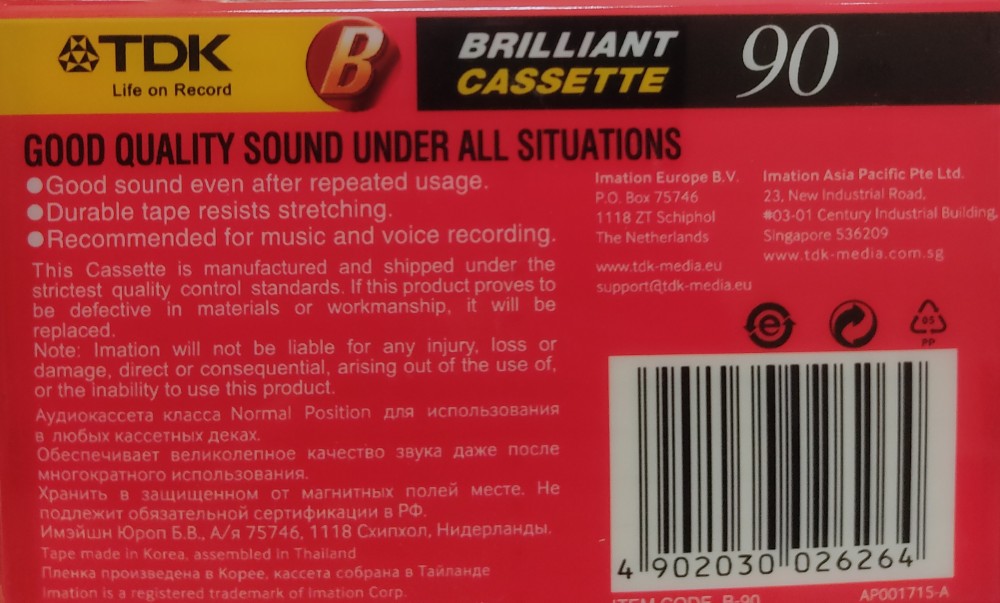 TDK
Life on Record
B
BRILLIANT
CASSETTE
90
GOOD QUALITY SOUND UNDER ALL SITUATIONS
●Good sound even after repeated usage.
●Durable tape resists stretching.
●Recommended for music and voice recording.
This Cassette is manufactured and shipped under the
strictest quality control standards. If this product proves to
be defective in materials or workmanship, it will be
replaced.
Note: Imation will not be liable for any injury, loss or
damage, direct or consequential, arising out of the use of,
or the inability to use this product.
Аудиокассета класса Normal Position для использования
в любых кассетных деках.
Обеспечивает великолепное качество звука даже после
многократного использования.
Хранить в защищенном от магнитных полей месте. Не
подлежит обязательной сертификации в РФ.
Имэйшн Юроп Б.В., А/я 75746, 1118 Схипхол, Нидерланды.
Tape made in Korea, assembled in Thailand
Пленка произведена в Корее, кассета собрана в Тайланде
Imation is a registered trademark of Imation Corp.
Imation Europe B.V.
P.O. Box 75746
1118 ZT Schiphol
The Netherlands
www.tdk-media.eu
support@tdk-media.eu
Imation Asia Pacific Pte Ltd.
23, New Industrial Road,
#03-01 Century Industrial Building,
Singapore 536209
www.tdk-media.com.sg
e
05
PP
4 902030 026264
ITEM CODE B-90
AP001715-A